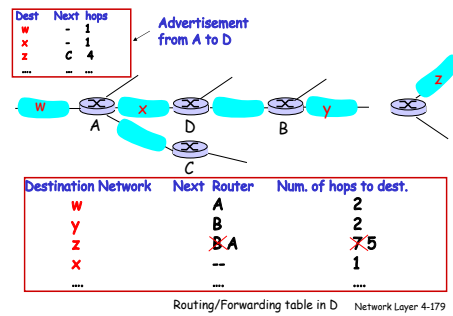 Dest Next hops
w - 1
x - 1
z C 4
.... ... ...
Advertisement
from A to D
z
w
x
y
A
D
B
C
Destination Network Next Router Num. of hops to dest.
w A 2
y B 2
z B A 7 5
x -- 1
.... .... ....
Routing/Forwarding table in D
Network Layer 4-179